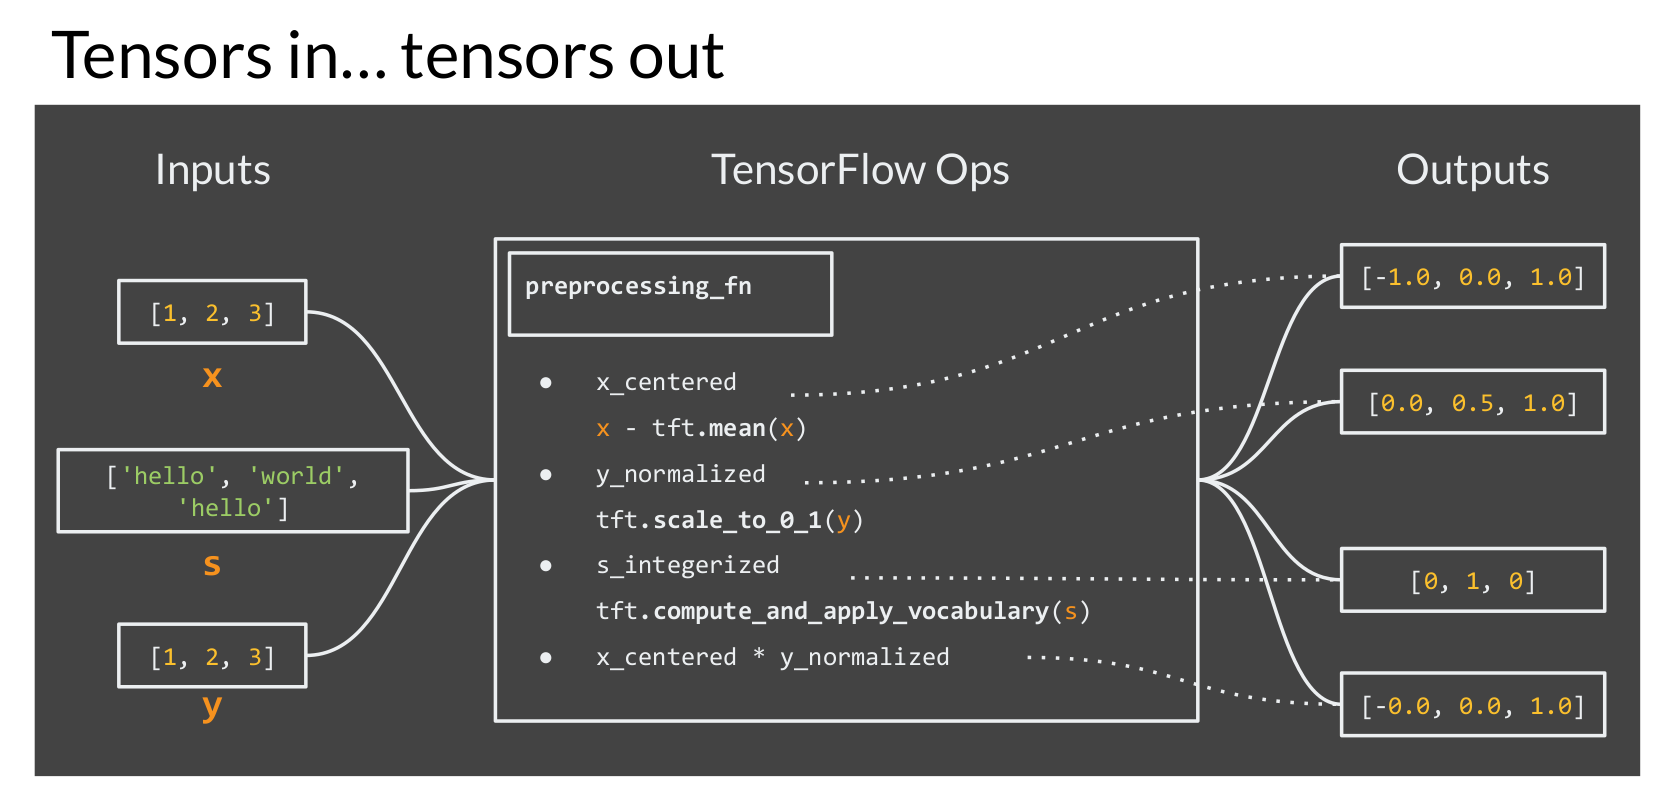 Tensors in... tensors out
Inputs
TensorFlow Ops
Outputs
[1, 2, 3]
x
['hello', 'world',
'hello']
s
[1, 2, 3]
y
preprocessing_fn
● x_centered
x - tft.mean(x)
● y_normalized
tft.scale_to_0_1(y)
● s_integerized
tft.compute_and_apply_vocabulary(s)
● x_centered * y_normalized
[-1.0, 0.0, 1.0]
[0.0, 0.5, 1.0]
[0, 1, 0]
[-0.0, 0.0, 1.0]